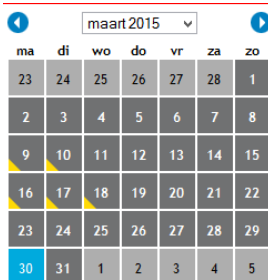 maart 2015
ma di wo do vr za zo
23 24 25 26 27 28 1
2 3 4 5 6 7 8
9 10 11 12 13 14 15
16 17 18 19 20 21 22
23 24 25 26 27 28 29
30 31 1 2 3 4 5